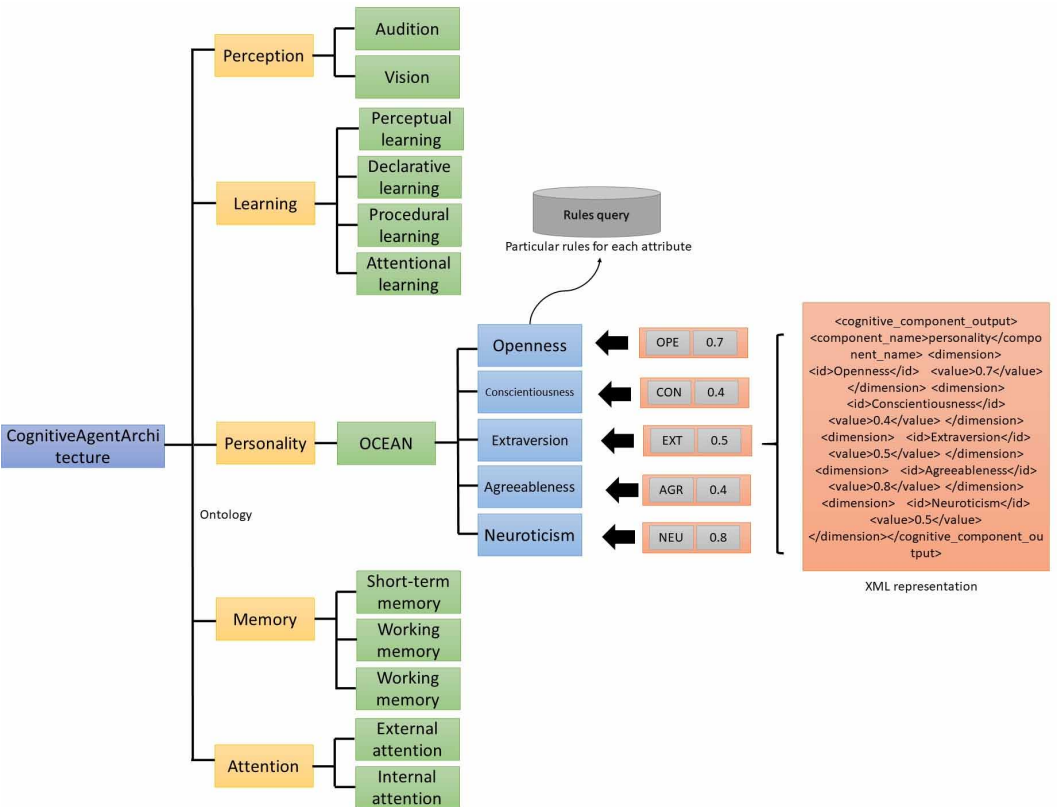 Audition
Perception
Vision
Perceptual
learning
Declarative
learning
Learning
Procedural
learning
Attentional
learning
Rules query
Particular rules for each attribute
CognitiveAgentArchi
tecture
Ontology
Personality
OCEAN
Openness
OPE 0.7
Conscientiousness
CON 0.4
Extraversion
EXT 0.5
Agreeableness
AGR 0.4
Neuroticism
NEU 0.8
<cognitive_component_output>
<component_name>personality</compo
nent_name> <dimension>
<id>Openness</id> <value>0.7</value>
</dimension> <dimension>
<id>Conscientiousness</id>
<value>0.4</value> </dimension>
<dimension> <id>Extraversion</id>
<value>0.5</value> </dimension>
<dimension> <id>Agreeableness</id>
<value>0.8</value> </dimension>
<dimension> <id>Neuroticism</id>
<value>0.5</value>
</dimension></cognitive_component_ou
tput>
XML representation
Short-term
memory
Memory
Working
memory
Working
memory
External
attention
Attention
Internal
attention